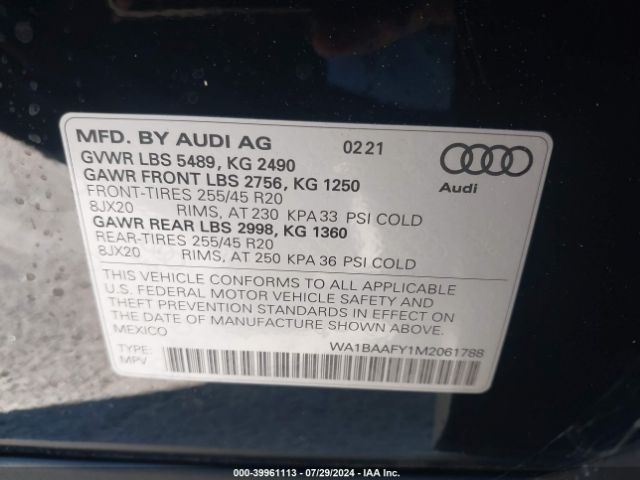 MFD. BY AUDI AG 0221
GVWR LBS 5489, KG 2490
GAWR FRONT LBS 2756, KG 1250
FRONT-TIRES 255/45 R20
8JX20 RIMS, AT 230 KPA 33 PSI COLD
GAWR REAR LBS 2998, KG 1360
REAR-TIRES 255/45 R20
8JX20 RIMS, AT 250 KPA 36 PSI COLD
Audi
THIS VEHICLE CONFORMS TO ALL APPLICABLE
U.S. FEDERAL MOTOR VEHICLE SAFETY AND
THEFT PREVENTION STANDARDS IN EFFECT ON
THE DATE OF MANUFACTURE SHOWN ABOVE.
MEXICO
TYPE: WA1BAAFY1M2061788
MPV
000-39961113 - 07/29/2024 - IAA Inc.